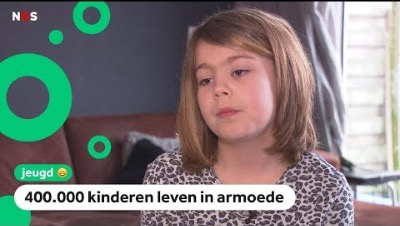 NOS
jeugd 😄
400.000 kinderen leven in armoede